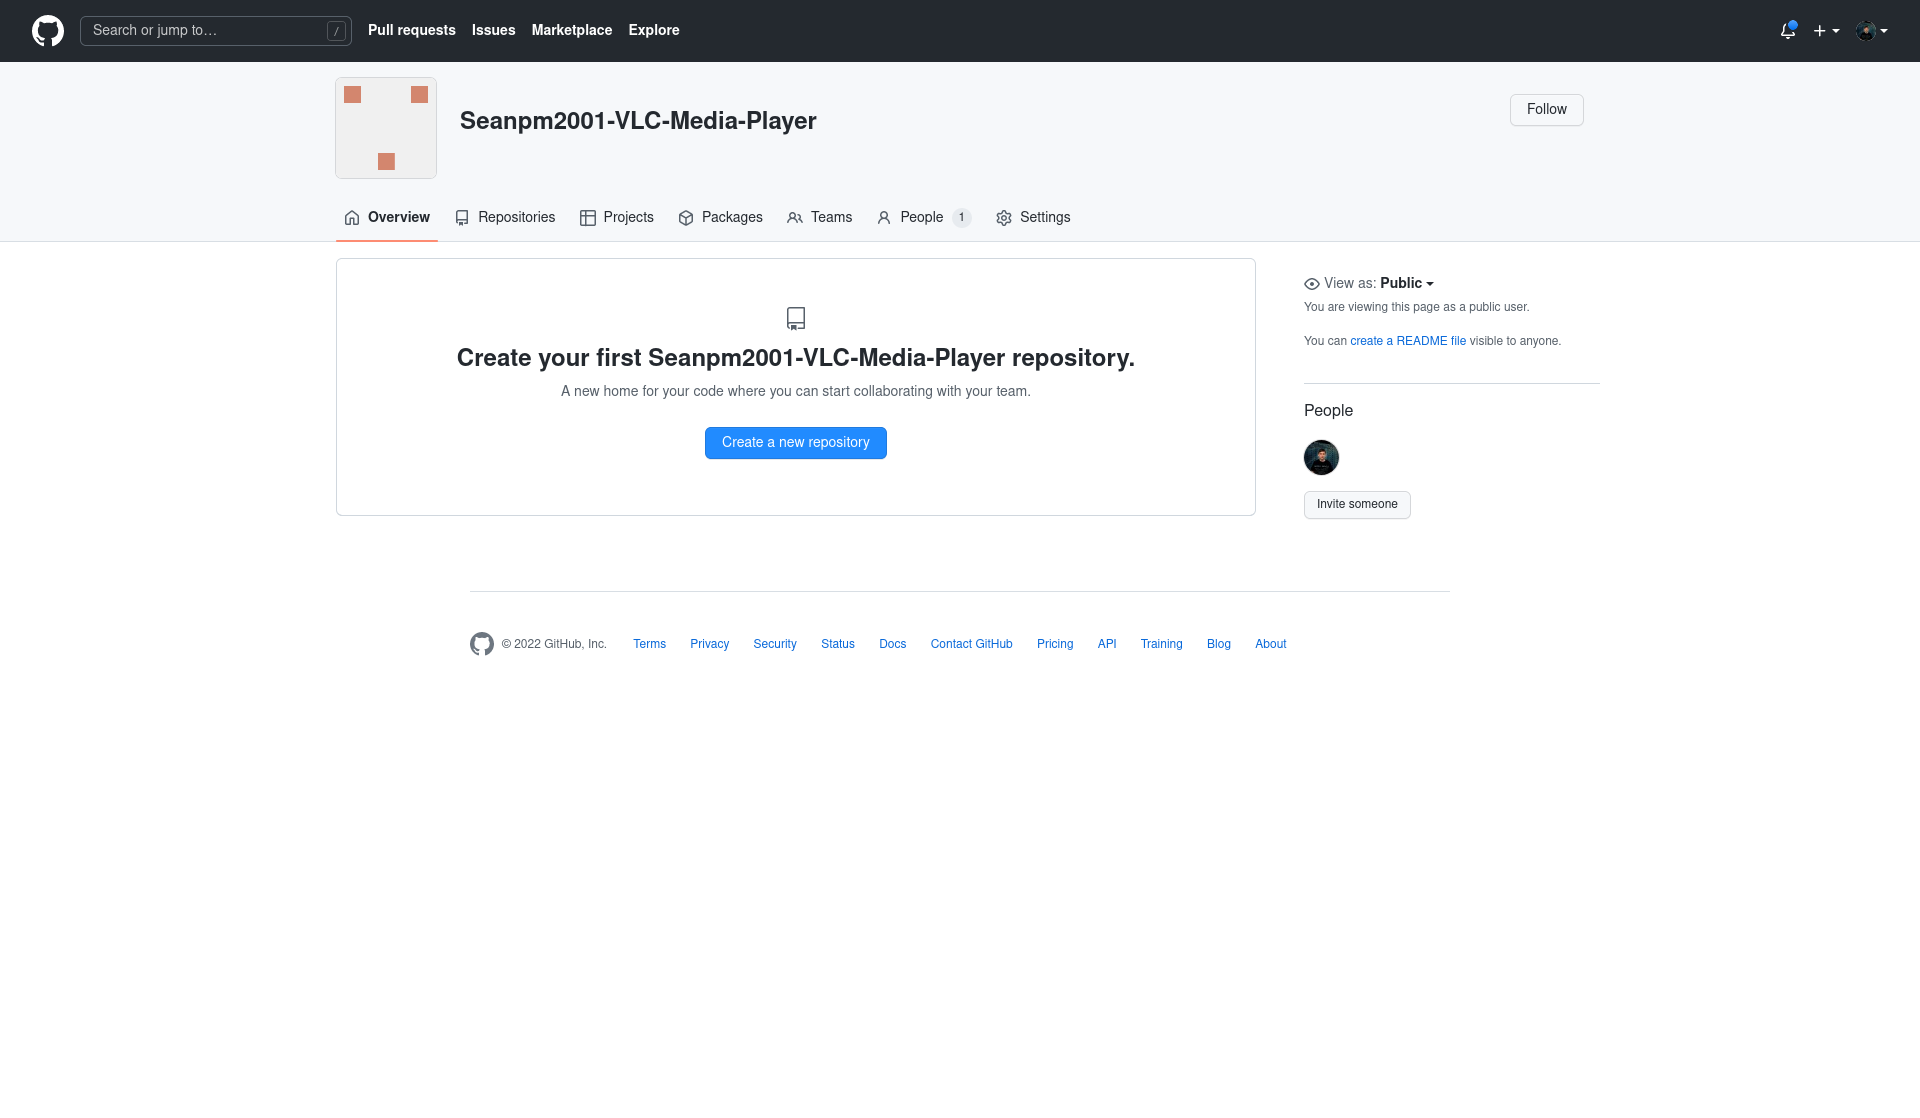 Search or jump to… /
Pull requests Issues Marketplace Explore
Seanpm2001-VLC-Media-Player
Follow
Overview Repositories Projects Packages Teams People 1 Settings
Create your first Seanpm2001-VLC-Media-Player repository.
A new home for your code where you can start collaborating with your team.
Create a new repository
View as: Public
You are viewing this page as a public user.
You can create a README file visible to anyone.
People
Invite someone
© 2022 GitHub, Inc. Terms Privacy Security Status Docs Contact GitHub Pricing API Training Blog About